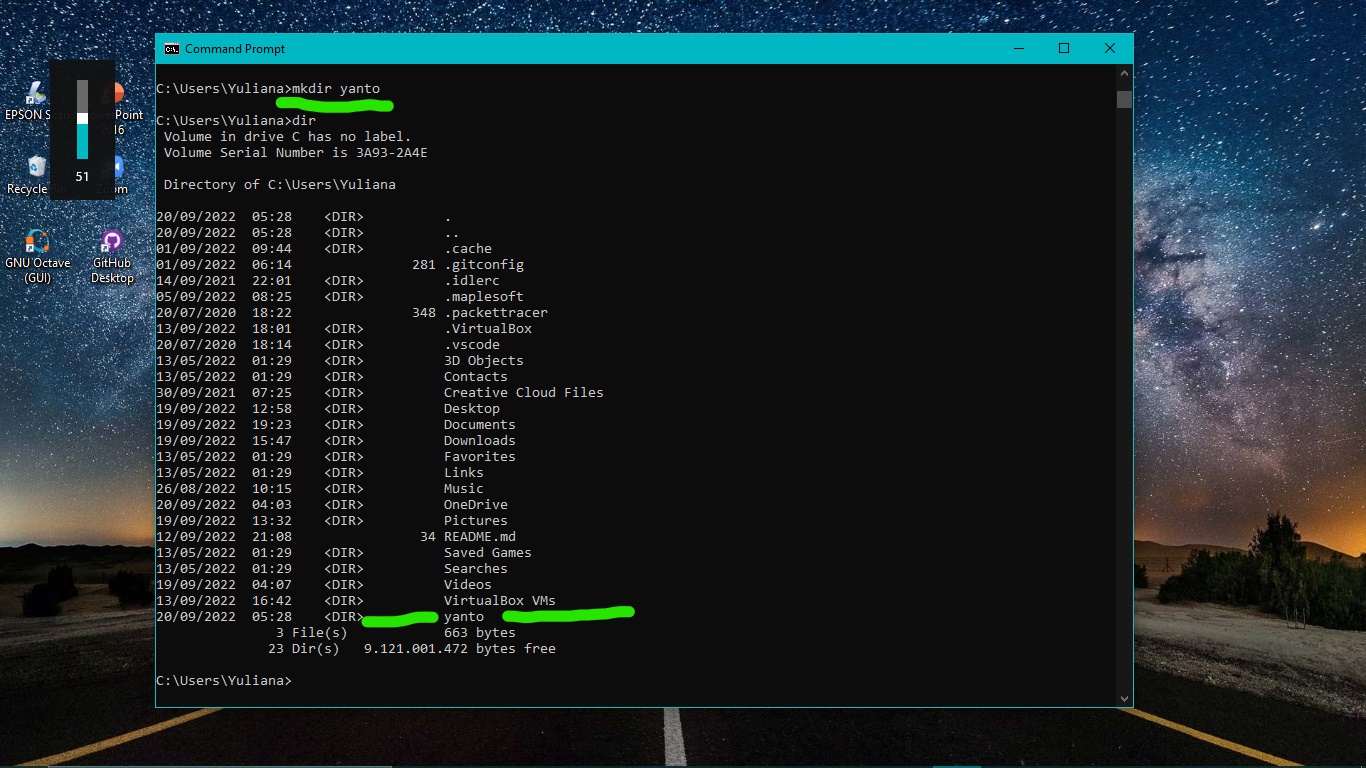 Command Prompt
C:\Users\Yuliana>mkdir yanto
C:\Users\Yuliana>dir
Volume in drive C has no label.
Volume Serial Number is 3A93-2A4E
Directory of C:\Users\Yuliana
20/09/2022 05:28 <DIR> .
20/09/2022 05:28 <DIR> ..
01/09/2022 09:44 <DIR> .cache
01/09/2022 06:14 281 .gitconfig
14/09/2021 22:01 <DIR> .idlerc
05/09/2022 08:25 <DIR> .maplesoft
20/07/2020 18:22 348 .packettracer
13/09/2022 18:01 <DIR> .VirtualBox
20/07/2020 18:14 <DIR> .vscode
13/05/2022 01:29 <DIR> 3D Objects
13/05/2022 01:29 <DIR> Contacts
30/09/2021 07:25 <DIR> Creative Cloud Files
19/09/2022 12:58 <DIR> Desktop
19/09/2022 19:23 <DIR> Documents
19/09/2022 15:47 <DIR> Downloads
13/05/2022 01:29 <DIR> Favorites
13/05/2022 01:29 <DIR> Links
26/08/2022 10:15 <DIR> Music
20/09/2022 04:03 <DIR> OneDrive
19/09/2022 13:32 <DIR> Pictures
12/09/2022 21:08 34 README.md
13/05/2022 01:29 <DIR> Saved Games
13/05/2022 01:29 <DIR> Searches
19/09/2022 04:07 <DIR> Videos
13/09/2022 16:42 <DIR> VirtualBox VMs
20/09/2022 05:28 <DIR> yanto
3 File(s) 663 bytes
23 Dir(s) 9.121.001.472 bytes free
C:\Users\Yuliana>
EPSON
Point
51
Recycle
GNU Octave
(GUI)
GitHub
Desktop